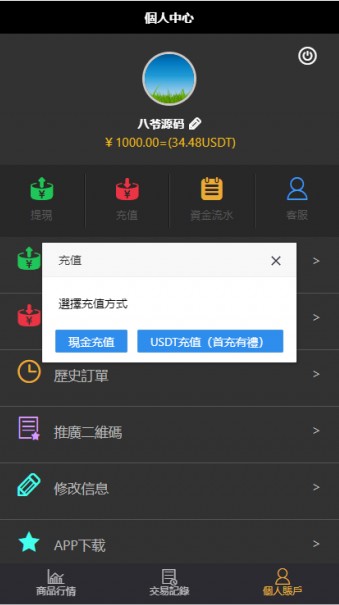 個人中心
八爷源码
¥ 1000.00=(34.48USDT)
提現
充值
資金流水
客服
充值
選擇充值方式
現金充值
USDT充值（首充有禮）
歷史訂單
推廣二維碼
修改信息
APP下载
商品行情
交易記錄
個人賬戶